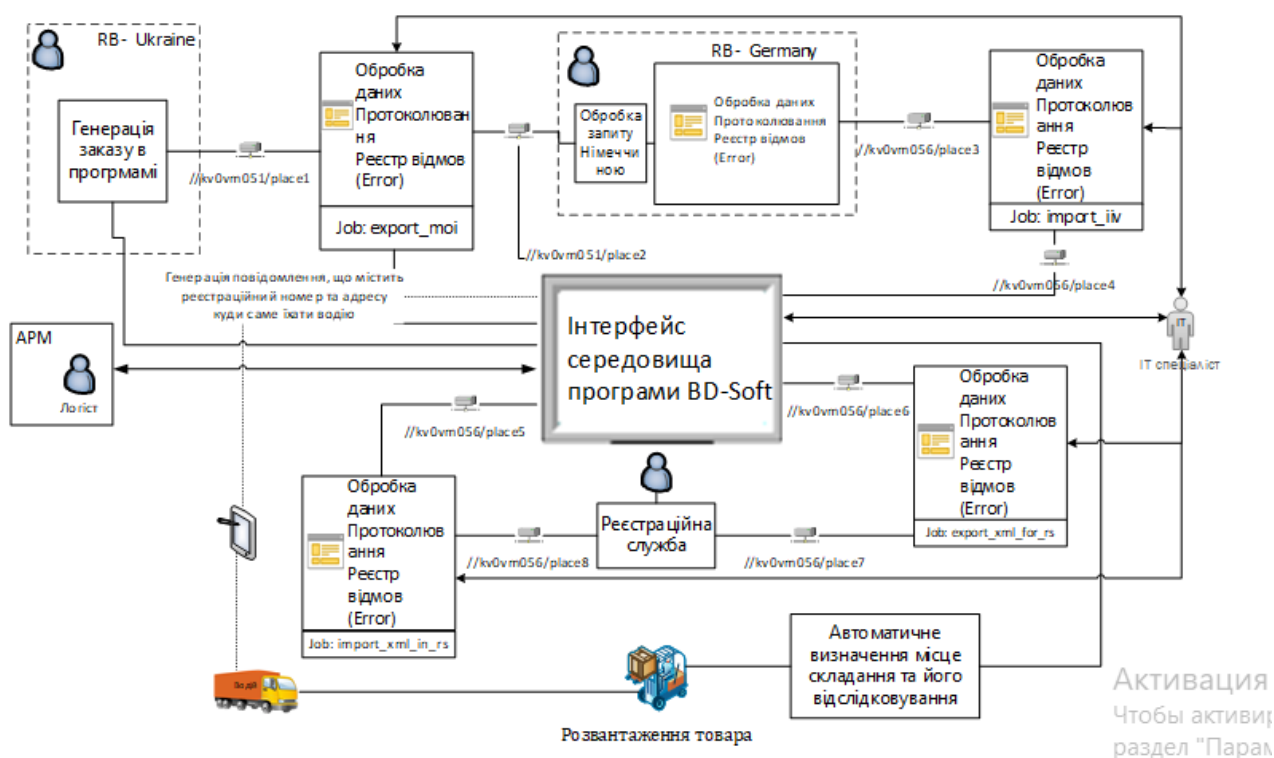 RB - Ukraine
Генерація
заказу в
прогрмамі
//kv0vm051/place1
Обробка
даних
Протоколюван
ня
Реєстр відмов
(Error)
Job: export_moi
//kv0vm051/place2
RB - Germany
Обробка
запиту
Німеччи
ною
Обробка даних
Протоколювання
Реєстр відмов
(Error)
//kv0vm056/place3
Обробка
даних
Протоколюв
ання
Реєстр
відмов
(Error)
Job: import_iiv
//kv0vm056/place4
Генерація повідомлення, що містить
реєстраційний номер та адресу
куди саме їхати водію
АРМ
Логіст
Інтерфейс
середовища
програми BD-Soft
IT
IT спеціаліст
//kv0vm056/place5
//kv0vm056/place6
Обробка
даних
Протоколюв
ання
Реєстр
відмов
(Error)
Job: export_xml_for_rs
Обробка
даних
Протоколюв
ання
Реєстр
відмов
(Error)
Job: import_xml_in_rs
//kv0vm056/place8
Реєстраційна
служба
//kv0vm056/place7
Водій
Розвантаження товара
Автоматичне
визначення місце
складання та його
відслідковування
Активация
Чтобы активир
раздел "Парам